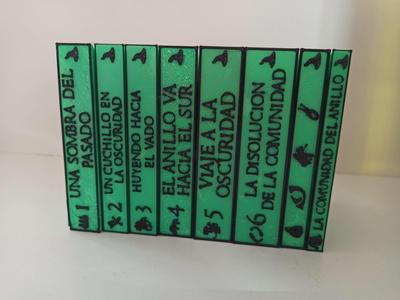 UNA SOMBRA DEL
PASADO
1
UN CUCHILLO EN
LA OSCURIDAD
2
HUYENDO HACIA
EL VADO
3
EL ANILLO VA
HACIA EL SUR
4
VIAJE A LA
OSCURIDAD
5
LA DISOLUCION
DE LA COMUNIDAD
6
LA COMUNIDAD DEL ANILLO